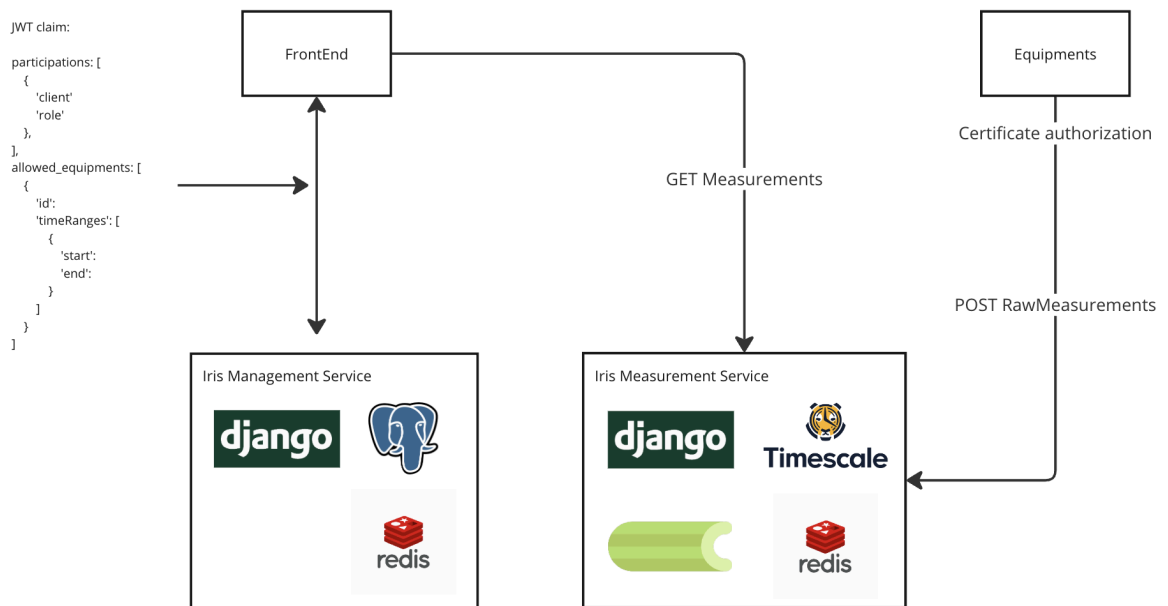 JWT claim:
participations: [
{
'client'
'role'
},
],
allowed_equipments: [
{
'id':
'timeRanges': [
{
'start':
'end':
}
]
}
]
FrontEnd
Equipments
Certificate authorization
GET Measurements
POST RawMeasurements
Iris Management Service
django
redis
Iris Measurement Service
django
Timescale
redis